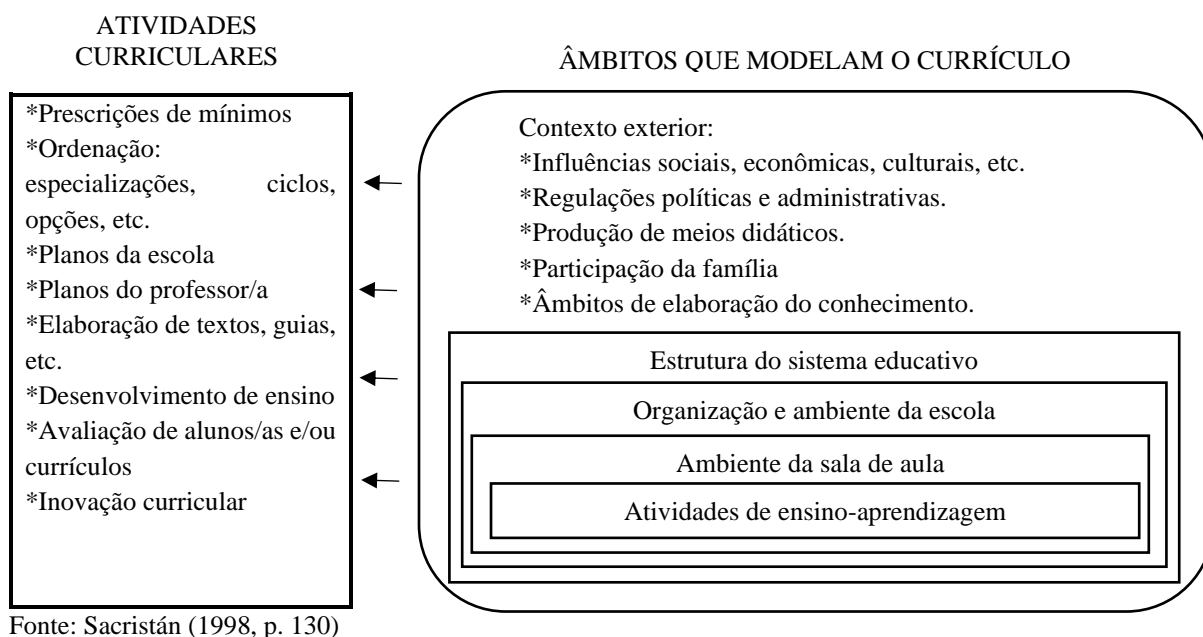 ATIVIDADES
CURRICULARES
*Prescrições de mínimos
*Ordenação:
especializações, ciclos,
opções, etc.
*Planos da escola
*Planos do professor/a
*Elaboração de textos, guias,
etc.
*Desenvolvimento de ensino
*Avaliação de alunos/as e/ou
currículos
*Inovação curricular
ÂMBITOS QUE MODELAM O CURRÍCULO
Contexto exterior:
*Influências sociais, econômicas, culturais, etc.
*Regulações políticas e administrativas.
*Produção de meios didáticos.
*Participação da família
*Âmbitos de elaboração do conhecimento.
Estrutura do sistema educativo
Organização e ambiente da escola
Ambiente da sala de aula
Atividades de ensino-aprendizagem
Fonte: Sacristán (1998, p. 130)